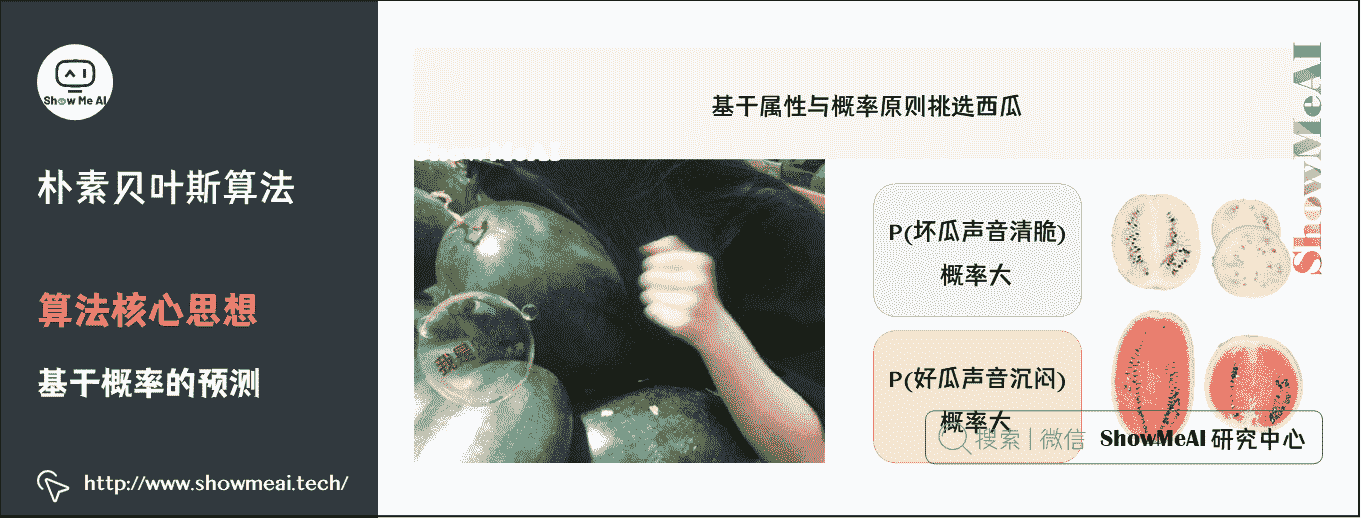 Show Me AI
朴素贝叶斯算法
算法核心思想
基于概率的预测
http://www.showmeai.tech/
基于属性与概率原则挑选西瓜
ShowMeAI
我是
P(坏瓜声音清脆)
概率大
P(好瓜声音沉闷)
概率大
搜索 | 微信 ShowMeAI 研究中心
ShowMeAI